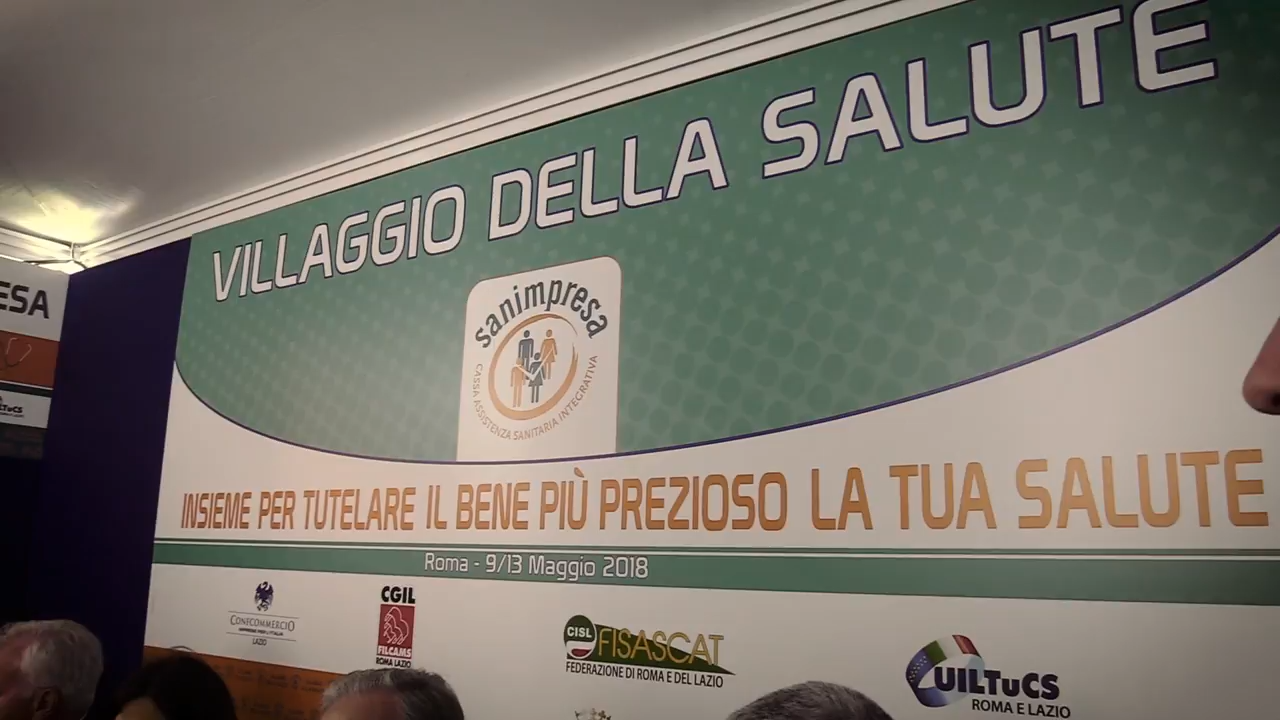 VILLAGGIO DELLA SALUTE
sanimpresa
CASSA ASSISTENZA SANITARIA INTEGRATIVA
ESA
INSIEME PER TUTELARE IL BENE PIÙ PREZIOSO LA TUA SALUTE
Roma - 9/13 Maggio 2018
CONFCOMMERCIO
IMPRESE PER L'ITALIA
LAZIO
CGIL
FILCAMS
ROMA LAZIO
CISL FISASCAT
FEDERAZIONE DI ROMA E DEL LAZIO
UILTuCS
ROMA E LAZIO